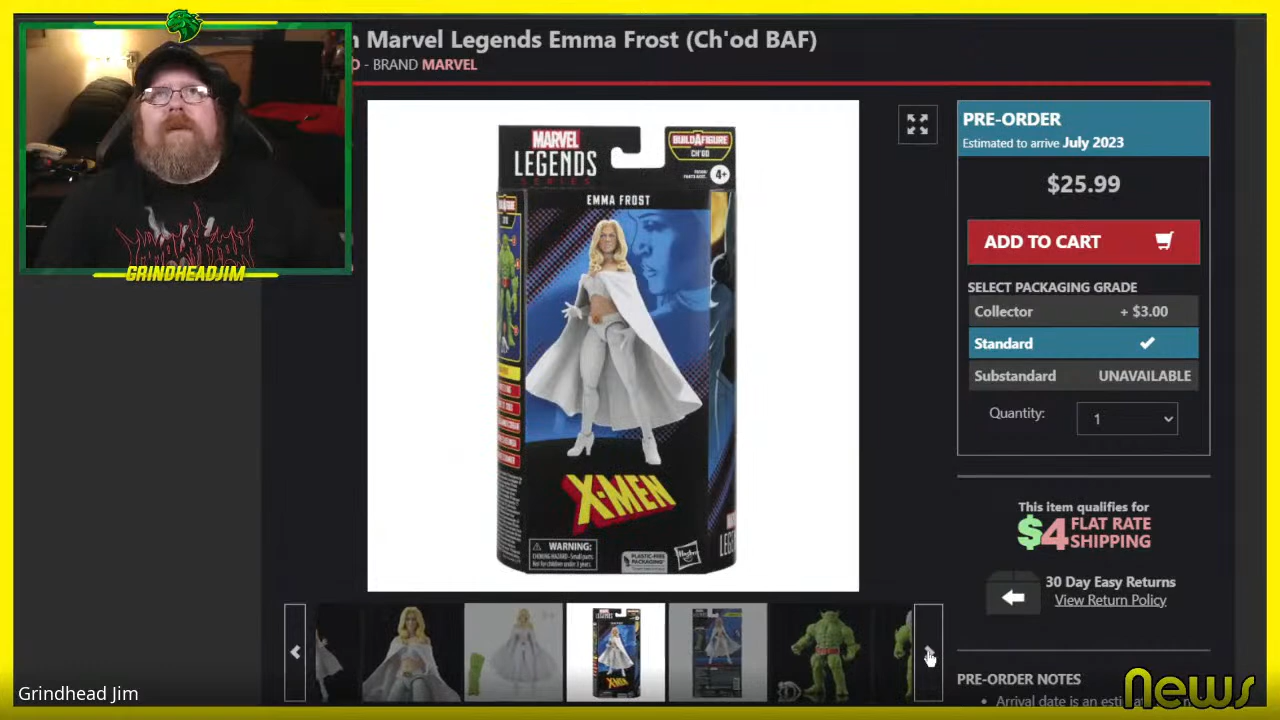 Marvel Legends Emma Frost (Ch'od BAF)
- BRAND MARVEL
GRINDHEADJIM
MARVEL
LEGENDS
SERIES
BUILD A FIGURE
CH'OD
4+
EMMA FROST
X-MEN
WARNING:
PLASTIC-FREE
PACKAGING
Hasbro
PRE-ORDER
Estimated to arrive July 2023
$25.99
ADD TO CART
SELECT PACKAGING GRADE
Collector + $3.00
Standard
Substandard UNAVAILABLE
Quantity: 1
This item qualifies for
$4 FLAT RATE
SHIPPING
30 Day Easy Returns
View Return Policy
PRE-ORDER NOTES
Arrival date is an
Grindhead Jim
News